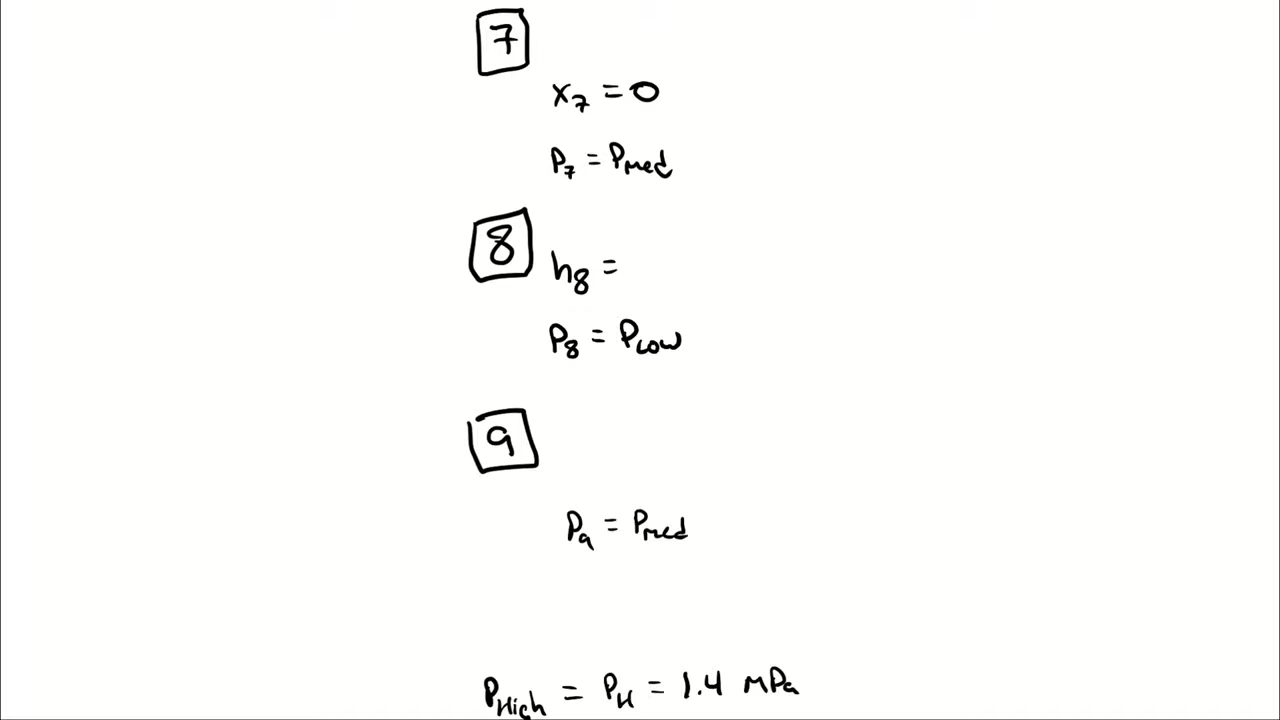 7
x₇ = 0
P₇ = Pmed
8
h₈ =
P₈ = PLow
9
P₉ = Pmed
PHigh = PH = 1.4 MPa